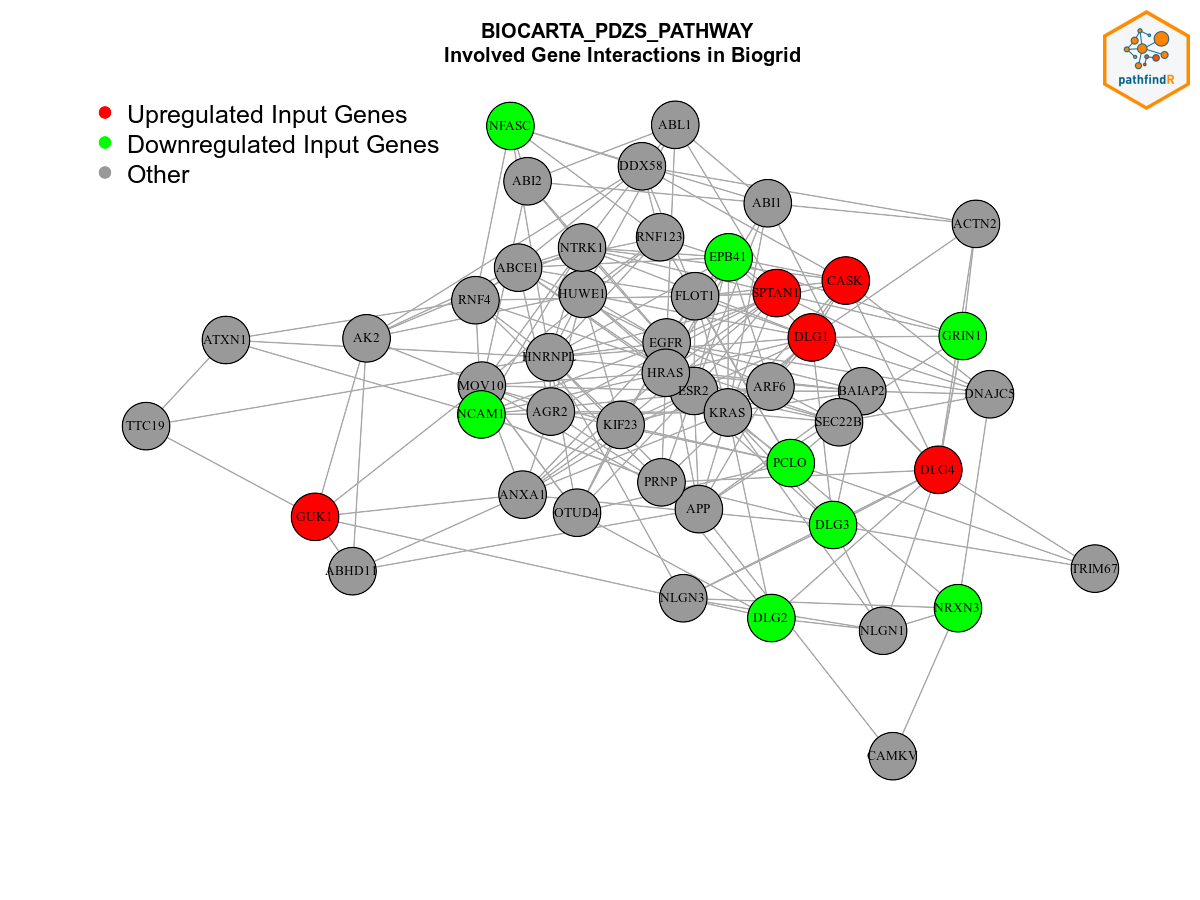 BIOCARTA_PDZS_PATHWAY
Involved Gene Interactions in Biogrid
pathfindR
Upregulated Input Genes
Downregulated Input Genes
Other
NFASC
ABL1
DDX58
ABI2
ABI1
ACTN2
RNF123
NTRK1
EPB41
ABCE1
CASK
HUWE1
FLOT1
SPTAN1
RNF4
ATXN1
AK2
DLG1
GRIN1
EGFR
HNRNPL
HRAS
MOV10
ESR2
ARF6
BAIAP2
DNAJC5
NCAM1
AGR2
KRAS
SEC22B
TTC19
KIF23
PCLO
DLG4
PRNP
ANXA1
APP
GUK1
OTUD4
DLG3
ABHD11
TRIM67
NLGN3
NRXN3
DLG2
NLGN1
CAMKV